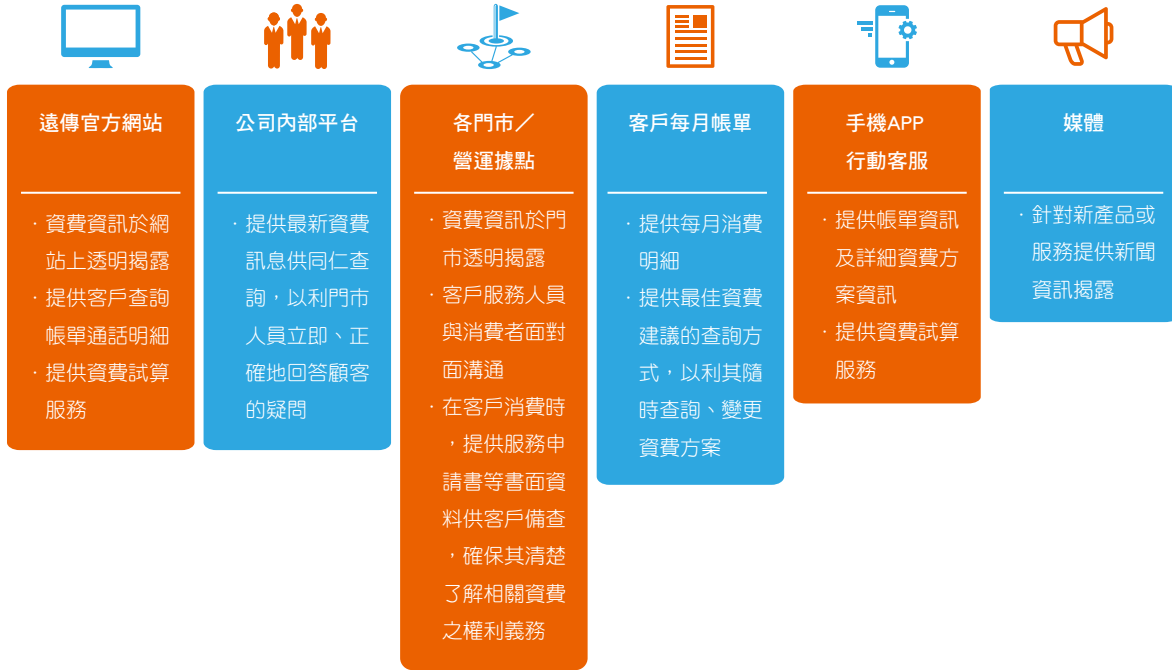 遠傳官方網站
· 資費資訊於網
站上透明揭露
· 提供客戶查詢
帳單通話明細
· 提供資費試算
服務
公司內部平台
· 提供最新資費
訊息供同仁查
詢，以利門市
人員立即、正
確地回答顧客
的疑問
各門市／
營運據點
· 資費資訊於門
市透明揭露
· 客戶服務人員
與消費者面對
面溝通
· 在客戶消費時
，提供服務申
請書等書面資
料供客戶備查
，確保其清楚
了解相關資費
之權利義務
客戶每月帳單
· 提供每月消費
明細
· 提供最佳資費
建議的查詢方
式，以利其隨
時查詢、變更
資費方案
手機APP
行動客服
· 提供帳單資訊
及詳細資費方
案資訊
· 提供資費試算
服務
媒體
· 針對新產品或
服務提供新聞
資訊揭露